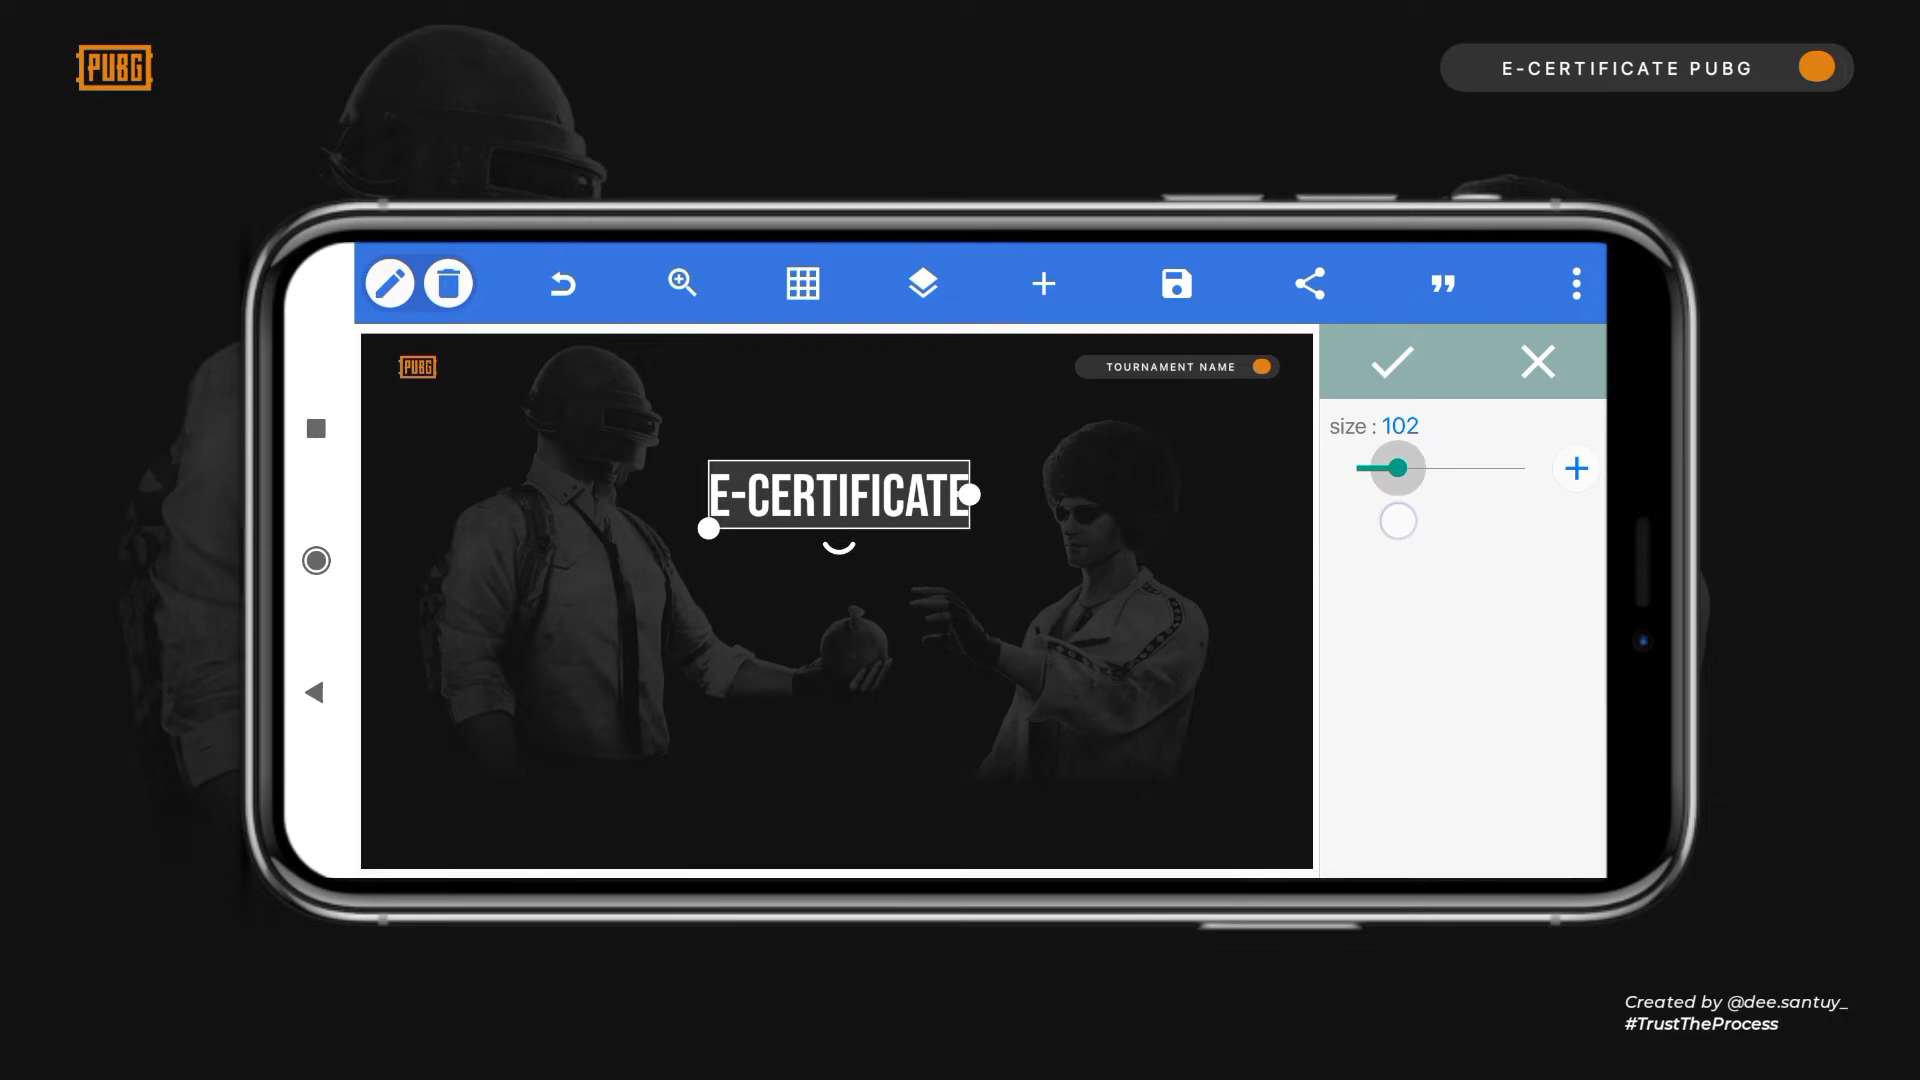 PUBG
E-CERTIFICATE PUBG
PUBG
TOURNAMENT NAME
size : 102
E-CERTIFICATE
Created by @dee.santuy_
#TrustTheProcess